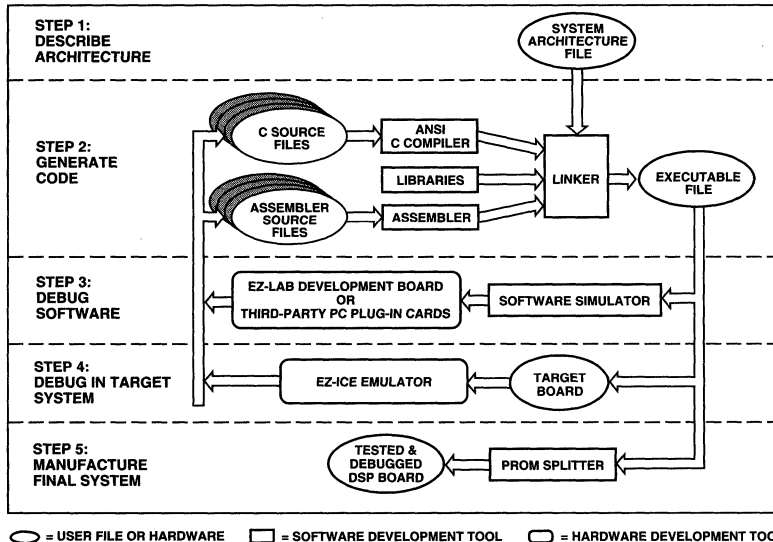 STEP 1:
DESCRIBE
ARCHITECTURE
SYSTEM
ARCHITECTURE
FILE
STEP 2:
GENERATE
CODE
C SOURCE
FILES
ANSI
C COMPILER
LIBRARIES
LINKER
EXECUTABLE
FILE
ASSEMBLER
SOURCE
FILES
ASSEMBLER
STEP 3:
DEBUG
SOFTWARE
EZ-LAB DEVELOPMENT BOARD
OR
THIRD-PARTY PC PLUG-IN CARDS
SOFTWARE SIMULATOR
STEP 4:
DEBUG IN TARGET
SYSTEM
EZ-ICE EMULATOR
TARGET
BOARD
STEP 5:
MANUFACTURE
FINAL SYSTEM
TESTED &
DEBUGGED
DSP BOARD
PROM SPLITTER
= USER FILE OR HARDWARE
= SOFTWARE DEVELOPMENT TOOL
= HARDWARE DEVELOPMENT TOO